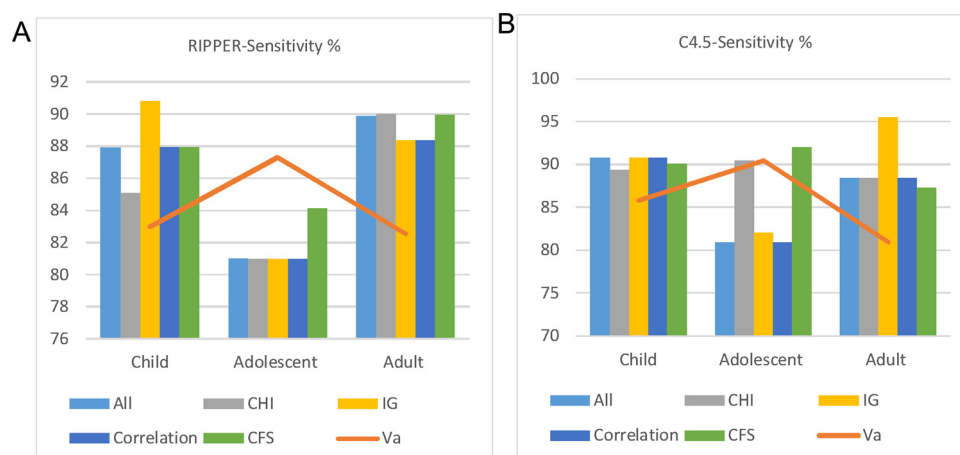 A
RIPPER-Sensitivity %
92
90
88
86
84
82
80
78
76
Child Adolescent Adult
All CHI IG
Correlation CFS Va
B
C4.5-Sensitivity %
100
95
90
85
80
75
70
Child Adolescent Adult
All CHI IG
Correlation CFS Va